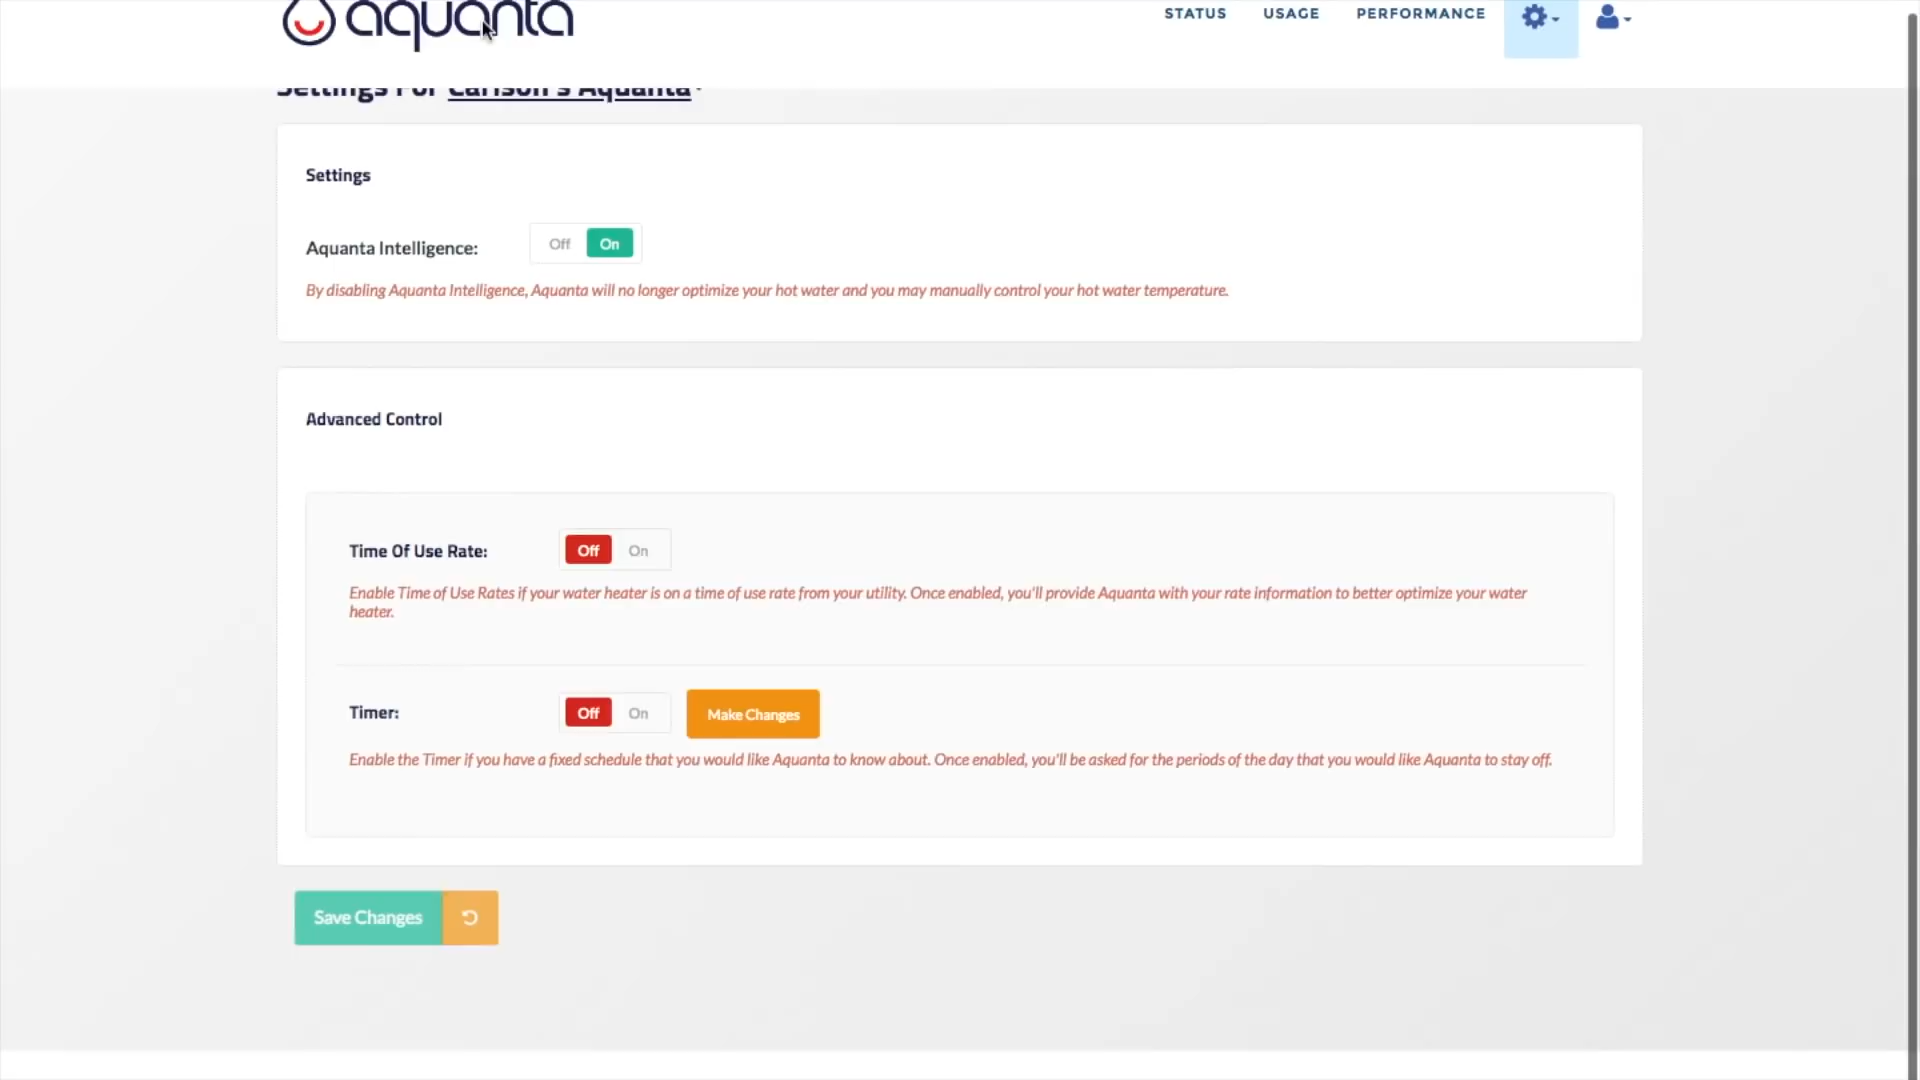 aquanta
STATUS USAGE PERFORMANCE
Settings For Carlson's Aquanta
Settings
Aquanta Intelligence: Off On
By disabling Aquanta Intelligence, Aquanta will no longer optimize your hot water and you may manually control your hot water temperature.
Advanced Control
Time Of Use Rate: Off On
Enable Time of Use Rates if your water heater is on a time of use rate from your utility. Once enabled, you'll provide Aquanta with your rate information to better optimize your water
heater.
Timer: Off On Make Changes
Enable the Timer if you have a fixed schedule that you would like Aquanta to know about. Once enabled, you'll be asked for the periods of the day that you would like Aquanta to stay off.
Save Changes